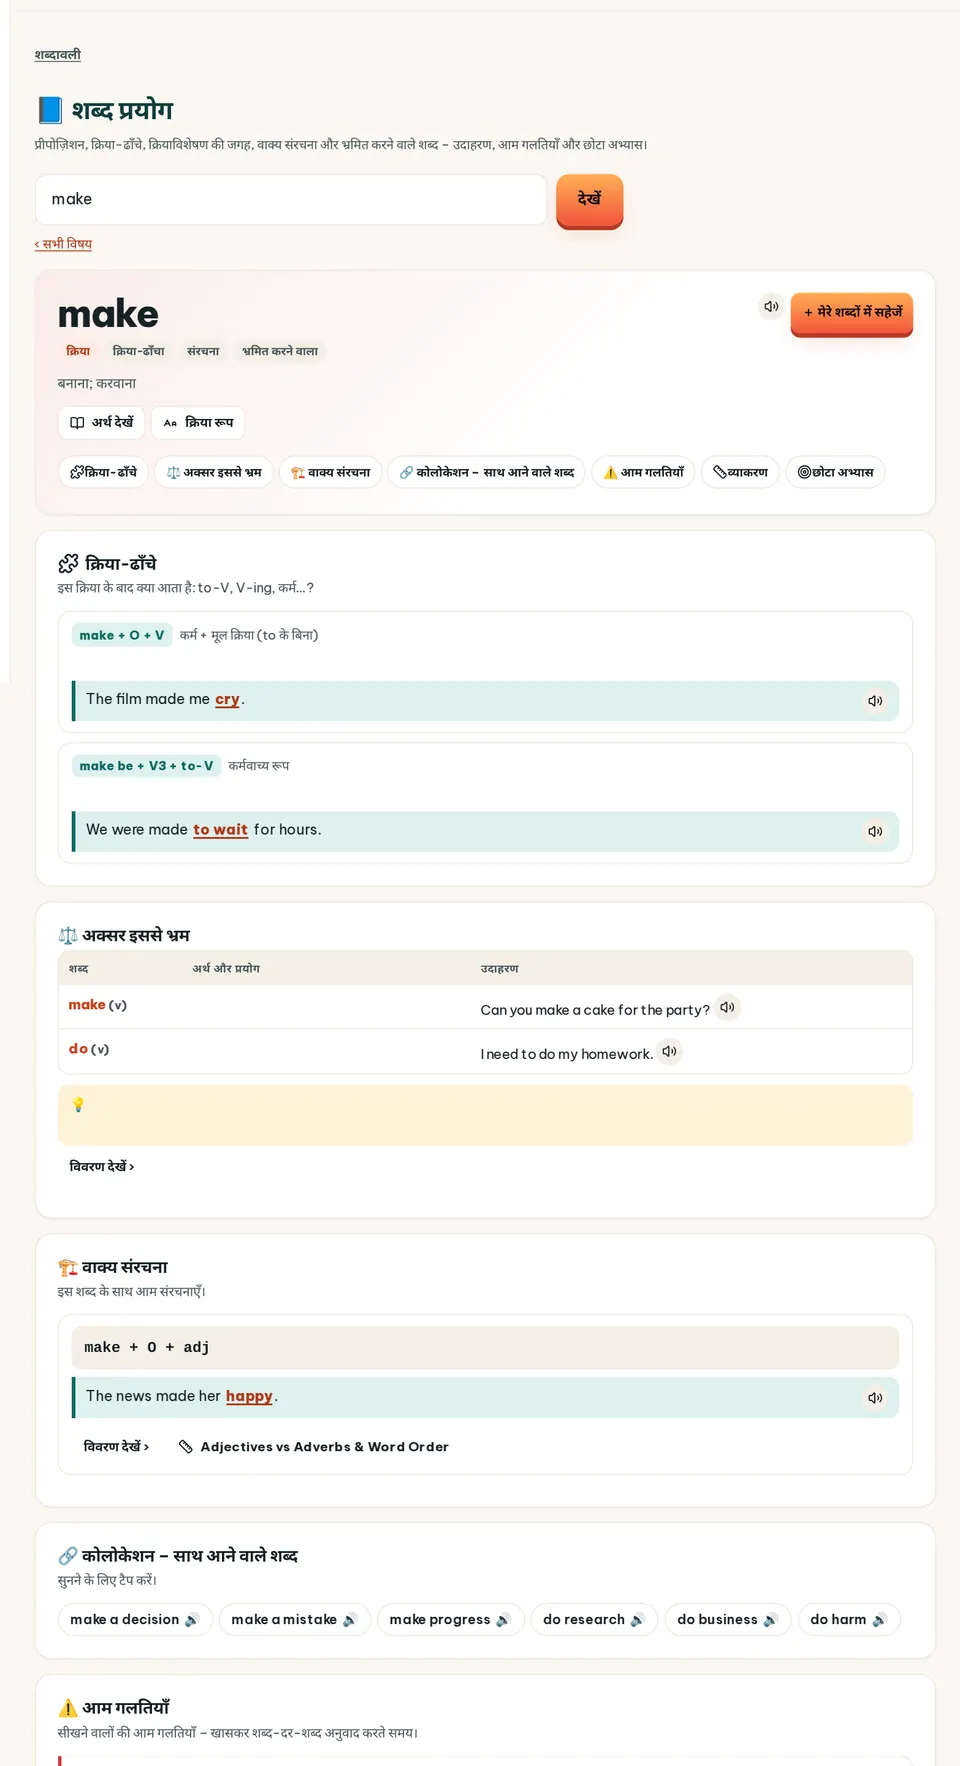 शब्दावली
📘 शब्द प्रयोग
प्रीपोज़िशन, क्रिया-ढाँचे, क्रियाविशेषण की जगह, वाक्य संरचना और भ्रमित करने वाले शब्द – उदाहरण, आम गलतियाँ और छोटा अभ्यास।
make देखें
‹ सभी विषय
make + मेरे शब्दों में सहेजें
क्रिया क्रिया-ढाँचा संरचना भ्रमित करने वाला
बनाना; करवाना
अर्थ देखें क्रिया रूप
क्रिया-ढाँचे ⚖️ अक्सर इससे भ्रम 🏗️ वाक्य संरचना 🔗 कोलोकेशन – साथ आने वाले शब्द ⚠️ आम गलतियाँ व्याकरण छोटा अभ्यास
क्रिया-ढाँचे
इस क्रिया के बाद क्या आता है: to-V, V-ing, कर्म…?
make + O + V कर्म + मूल क्रिया (to के बिना)
The film made me cry.
make be + V3 + to-V कर्मवाच्य रूप
We were made to wait for hours.
⚖️ अक्सर इससे भ्रम
शब्द अर्थ और प्रयोग उदाहरण
make (v) Can you make a cake for the party?
do (v) I need to do my homework.
💡
विवरण देखें ›
🏗️ वाक्य संरचना
इस शब्द के साथ आम संरचनाएँ।
make + O + adj
The news made her happy.
विवरण देखें › Adjectives vs Adverbs & Word Order
🔗 कोलोकेशन – साथ आने वाले शब्द
सुनने के लिए टैप करें।
make a decision 🔊 make a mistake 🔊 make progress 🔊 do research 🔊 do business 🔊 do harm 🔊
⚠️ आम गलतियाँ
सीखने वालों की आम गलतियाँ – खासकर शब्द-दर-शब्द अनुवाद करते समय।